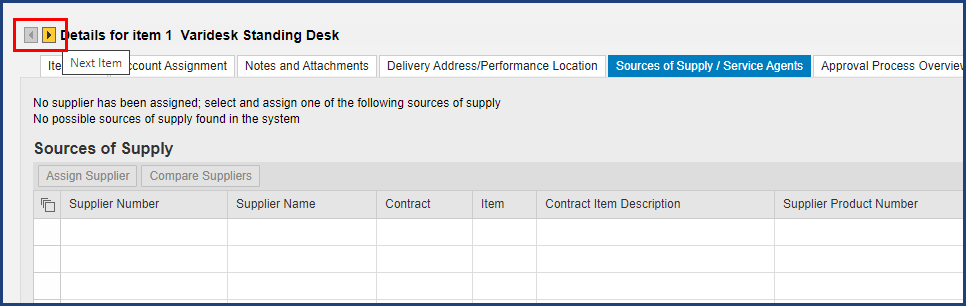 Details for item 1 Varidesk Standing Desk
Next Item
Account Assignment
Notes and Attachments
Delivery Address/Performance Location
Sources of Supply / Service Agents
Approval Process Overview
No supplier has been assigned; select and assign one of the following sources of supply
No possible sources of supply found in the system
Sources of Supply
Assign Supplier
Compare Suppliers
Supplier Number
Supplier Name
Contract
Item
Contract Item Description
Supplier Product Number